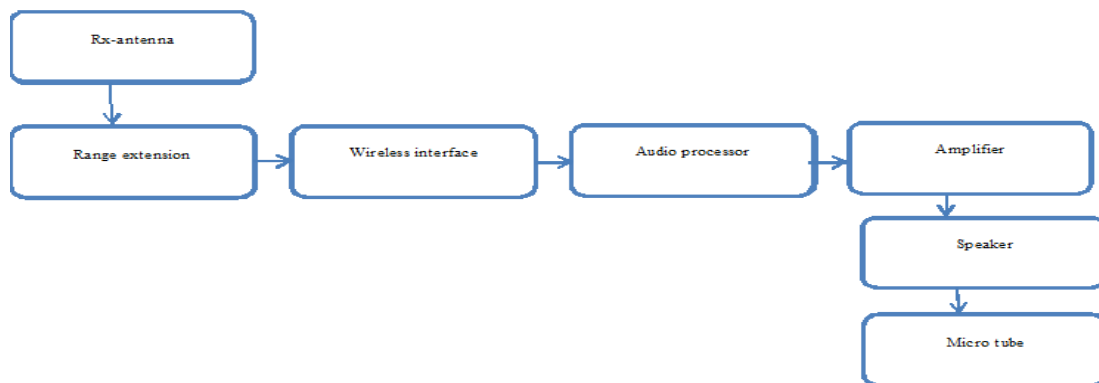 Rx-antenna
Range extension
Wireless interface
Audio processor
Amplifier
Speaker
Micro tube